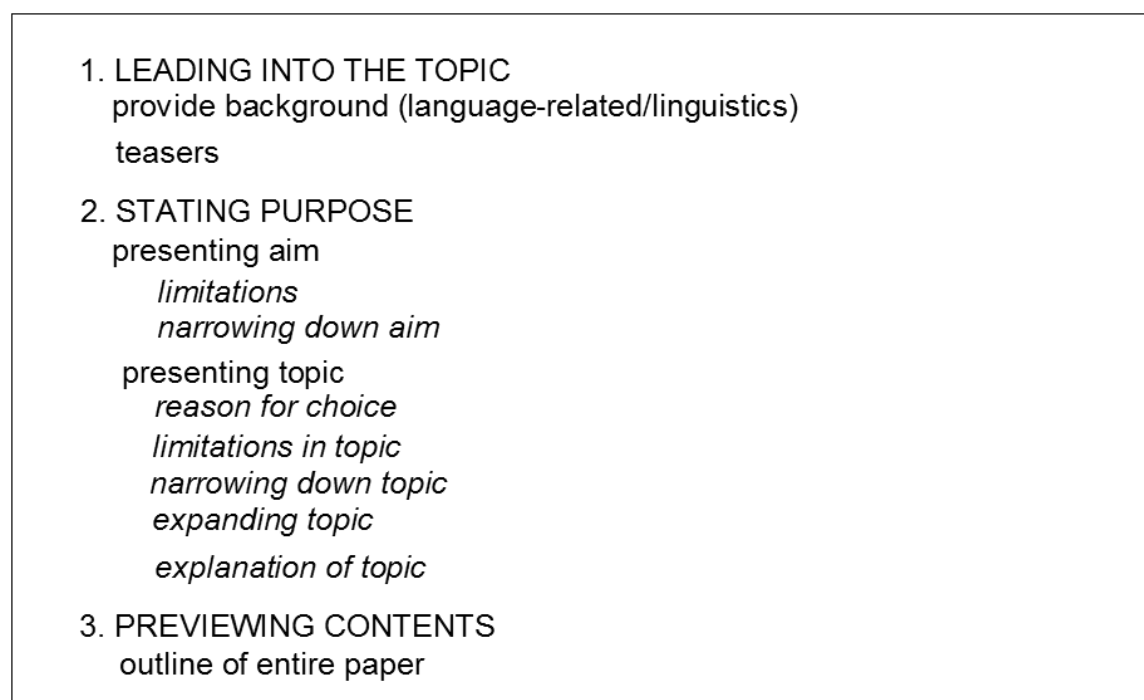 1. LEADING INTO THE TOPIC
provide background (language-related/linguistics)
teasers
2. STATING PURPOSE
presenting aim
limitations
narrowing down aim
presenting topic
reason for choice
limitations in topic
narrowing down topic
expanding topic
explanation of topic
3. PREVIEWING CONTENTS
outline of entire paper